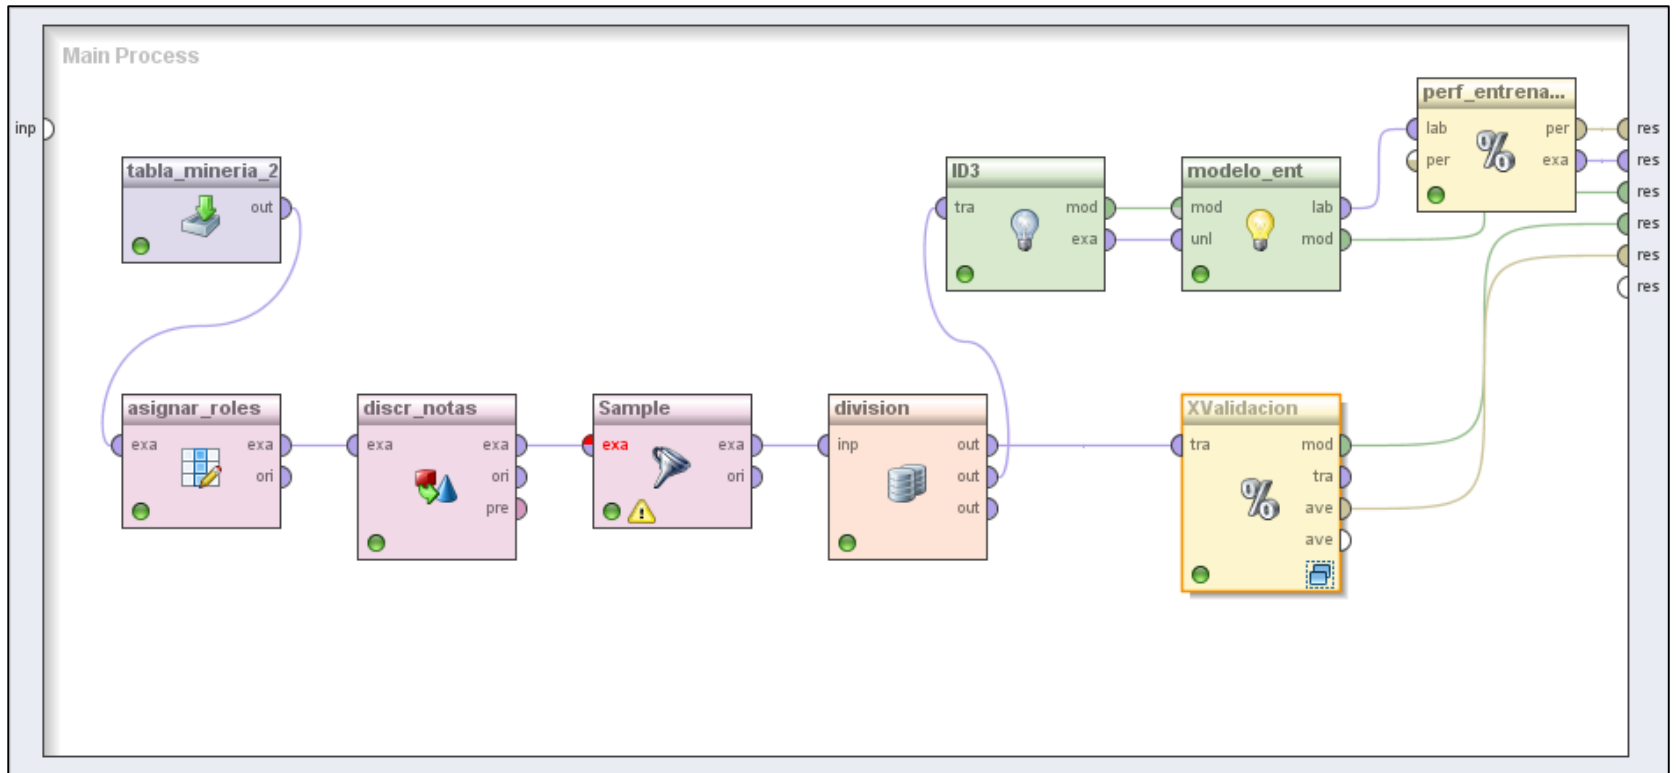 Main Process
inp
tabla_mineria_2
out
asignar_roles
exa exa
ori
discr_notas
exa exa
ori
pre
Sample
exa exa
ori
division
inp out
out
out
ID3
tra mod
exa
modelo_ent
mod lab
unl mod
perf_entrena...
lab per
per exa
XValidacion
tra mod
tra
ave
ave
res
res
res
res
res
res